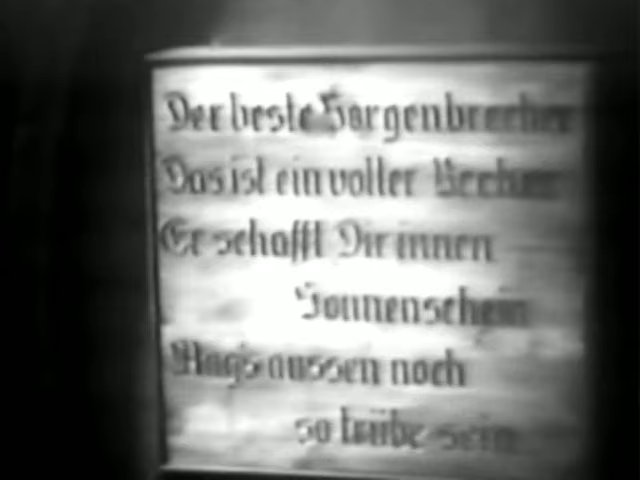 Der beste Sorgenbrecher
Das ist ein voller Becher
Er schafft Dir innen
Sonnenschein
Mag's aussen noch
so trübe sein